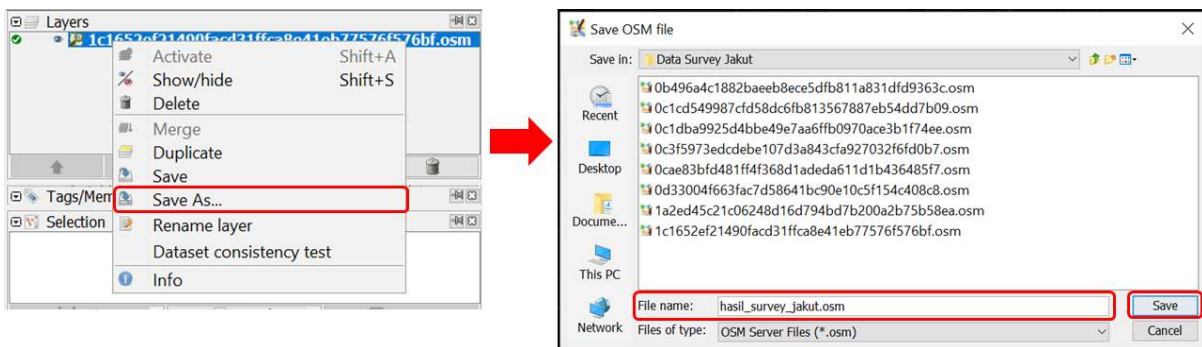 Layers
1c1652ef21490facd31ffca8e41eb77576f576bf.osm
Activate Shift+A
Show/hide Shift+S
Delete
Merge
Duplicate
Save
Tags/Mem
Save As...
Selection
Rename layer
Dataset consistency test
Info
Save OSM file
Save in: Data Survey Jakut
0b496a4c1882baeeb8ece5dfb811a831dfd9363c.osm
0c1cd549987cfd58dc6fb813567887eb54dd7b09.osm
0c1dba9925d4bbe49e7aa6ffb0970ace3b1f74ee.osm
0c3f5973edcdebe107d3a843cfa927032f6fd0b7.osm
0cae83bfd481ff4f368d1adeda611d1b436485f7.osm
0d33004f663fac7d58641bc90e10c5f154c408c8.osm
1a2ed45c21c06248d16d794bd7b200a2b75b58ea.osm
1c1652ef21490facd31ffca8e41eb77576f576bf.osm
Recent
Desktop
Docume...
This PC
Network
File name: hasil_survey_jakut.osm Save
Files of type: OSM Server Files (*.osm) Cancel